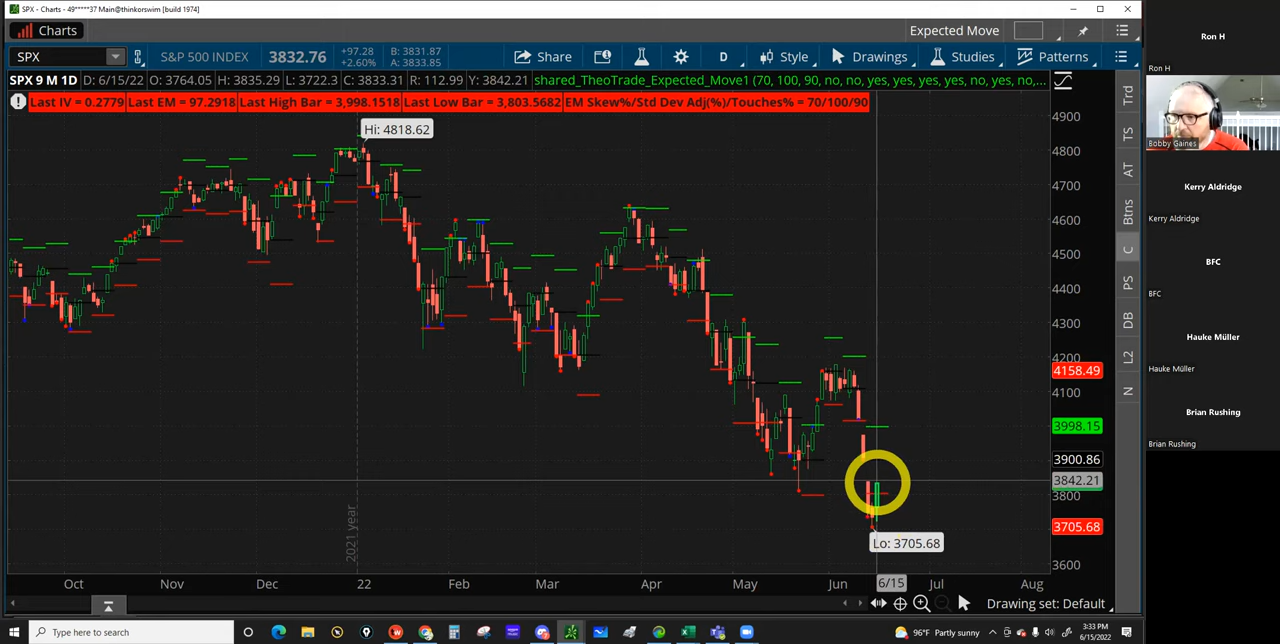 SPX - Charts - 49*****37 Main@thinkorswim [build 1974]
Charts
Expected Move
SPX
S&P 500 INDEX
3832.76
+97.28
+2.60%
B: 3831.87
A: 3833.85
Share
D
Style
Drawings
Studies
Patterns
SPX 9 M 1D
D: 6/15/22
O: 3764.05
H: 3835.29
L: 3722.3
C: 3833.31
R: 112.99
Y: 3842.21
shared_TheoTrade_Expected_Move1 (70, 100, 90, no, yes, yes, yes, yes, no, yes, no, no,...
Last IV = 0.2779
Last EM = 97.2918
Last High Bar = 3,998.1518
Last Low Bar = 3,803.5682
EM Skew%/Std Dev Adj(%)/Touches% = 70/100/90
Hi: 4818.62
Lo: 3705.68
2021 year
4900
4800
4700
4600
4500
4400
4300
4200
4158.49
4100
3998.15
3900.86
3842.21
3800
3705.68
3600
Oct
Nov
Dec
22
Feb
Mar
Apr
May
Jun
6/15
Jul
Aug
Drawing set: Default
Trd
TS
AT
Btns
C
PS
DB
L2
N
Ron H
Ron H
Bobby Gaines
Kerry Aldridge
Kerry Aldridge
BFC
BFC
Hauke Müller
Hauke Müller
Brian Rushing
Brian Rushing
Type here to search
96°F Partly sunny
3:33 PM
6/15/2022